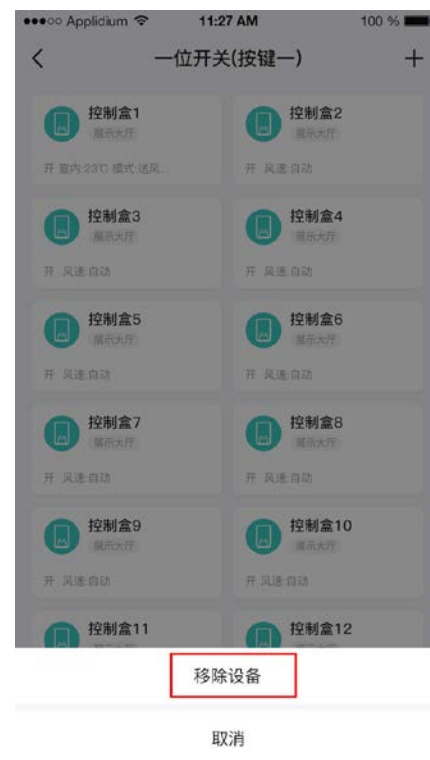 Applidium 11:27 AM 100 %
一位开关(按键一)
控制盒1 控制盒2
展示大厅 展示大厅
开 室内:23℃ 模式:送风... 开 风速:自动
控制盒3 控制盒4
展示大厅 展示大厅
开 风速:自动 开 风速:自动
控制盒5 控制盒6
展示大厅 展示大厅
开 风速:自动 开 风速:自动
控制盒7 控制盒8
展示大厅 展示大厅
开 风速:自动 开 风速:自动
控制盒9 控制盒10
展示大厅 展示大厅
开 风速:自动 开 风速:自动
控制盒11 控制盒12
移除设备
取消